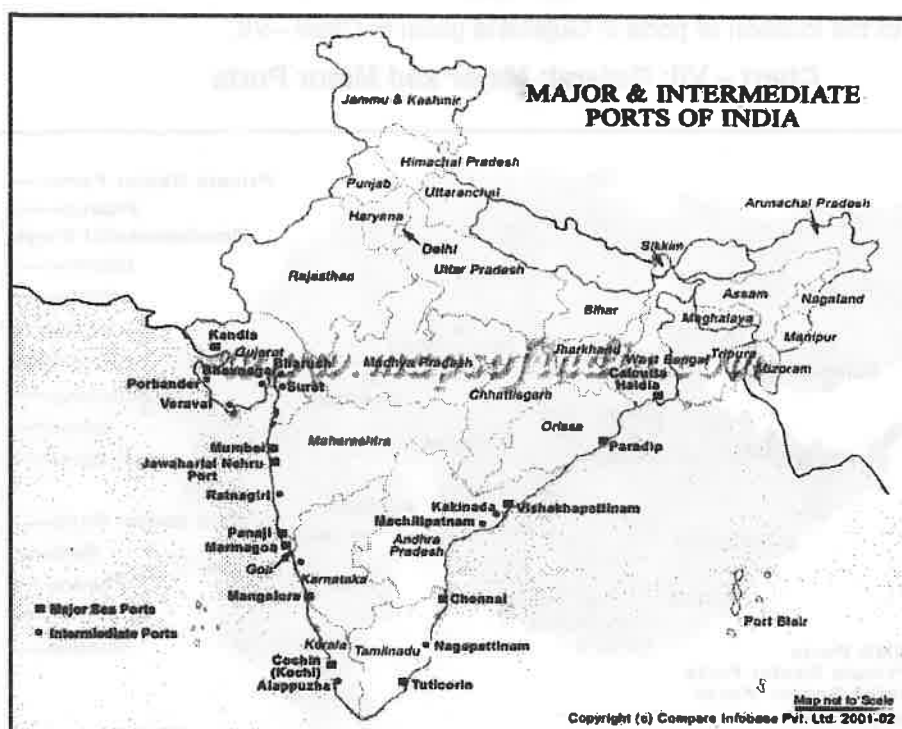 MAJOR & INTERMEDIATE
PORTS OF INDIA
Jammu & Kashmir
Himachal Pradesh
Punjab
Uttaranchal
Haryana
Delhi
Arunachal Pradesh
Sikkim
Rajasthan
Uttar Pradesh
Assam
Nagaland
Bihar
Meghalaya
Manipur
Kandla
Gujarat
Bharuch
Bhavnagar
Madhya Pradesh
Jharkhand
West Bengal
Tripura
Mizoram
Calcutta
Haldia
Porbander
Surat
Veraval
Chhattisgarh
Orissa
Maharashtra
Paradip
Mumbai
Jawaharlal Nehru
Port
Ratnagiri
Kakinada
Vishakhapattinam
Machilipatnam
Panaji
Marmagoa
Andhra
Pradesh
Goa
Karnataka
Mangalore
Chennai
Major Sea Ports
Intermediate Ports
Port Blair
Kerala
Tamilnadu
Nagapattinam
Cochin
(Kochi)
Alappuzha
Tuticorin
Map not to Scale
Copyright (c) Compare Infobase Pvt. Ltd. 2001-02